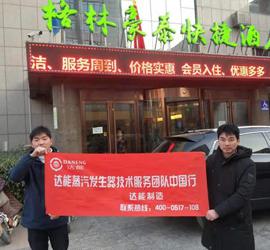 格林豪泰快捷酒
洁、服务周到、价格实惠 会员入住，优惠多多
DANENG
达能
达能蒸汽发生器技术服务团队中国行
达能制造
联系热线：400-0517-108